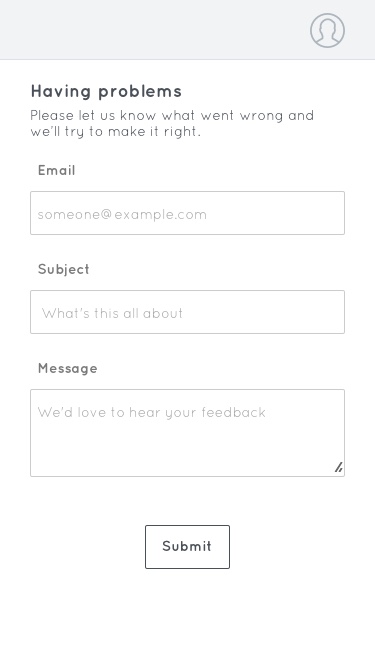 Having problems
Please let us know what went wrong and
we'll try to make it right.
Email
someone@example.com
Subject
What's this all about
Message
We'd love to hear your feedback
Submit